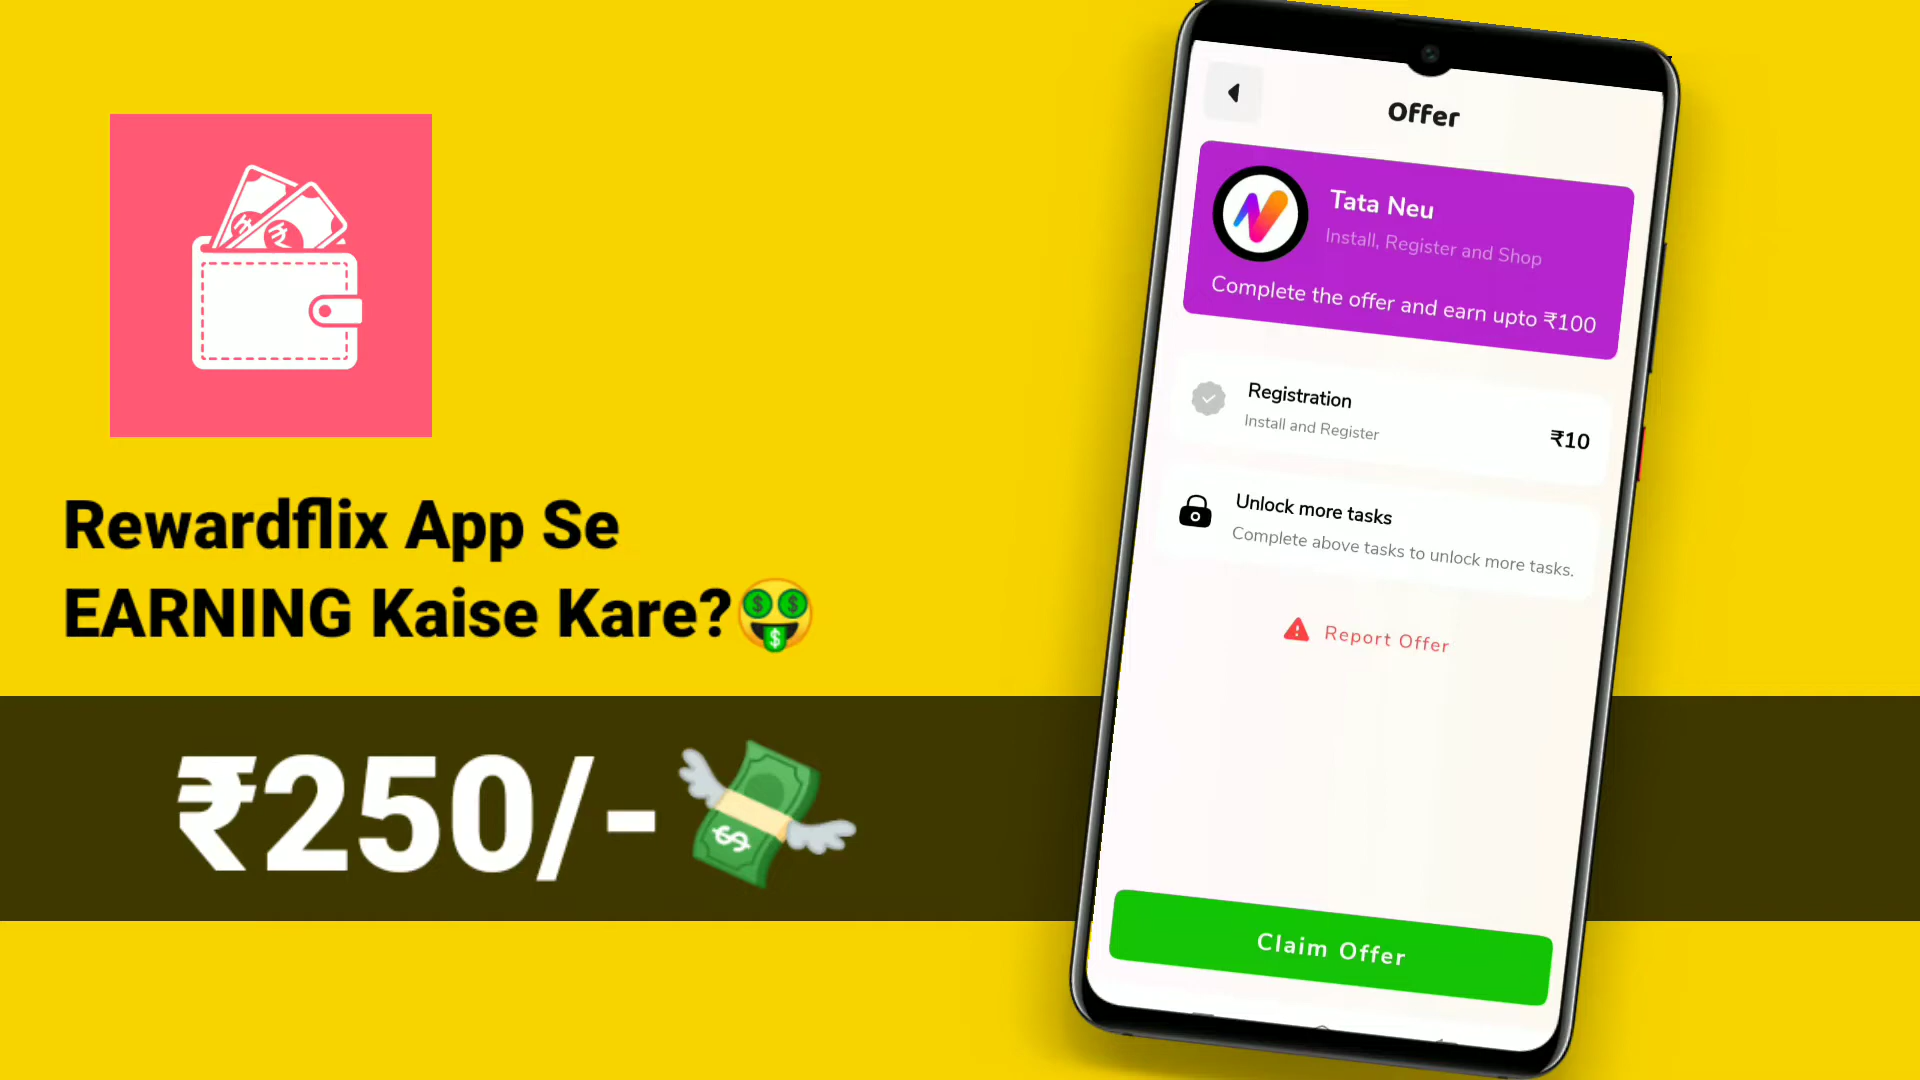 Rewardflix App Se
EARNING Kaise Kare?🤑
₹250/-💸
Offer
Tata Neu
Install, Register and Shop
Complete the offer and earn upto ₹100
Registration
Install and Register
₹10
Unlock more tasks
Complete above tasks to unlock more tasks.
Report Offer
Claim Offer